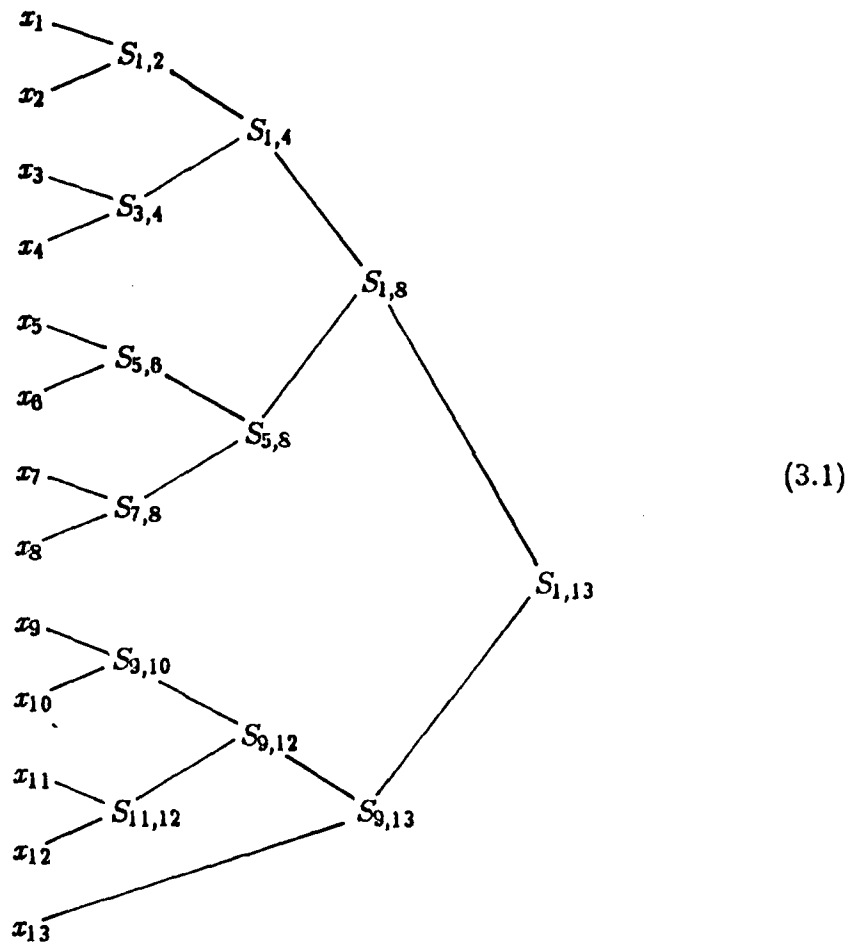 x₁
S₁,₂
x₂
S₁,₄
x₃
S₃,₄
x₄
S₁,₈
x₅
S₅,₆
x₆
S₅,₈
x₇
(3.1)
S₇,₈
x₈
S₁,₁₃
x₉
S₉,₁₀
x₁₀
S₉,₁₂
x₁₁
S₁₁,₁₂ S₉,₁₃
x₁₂
x₁₃